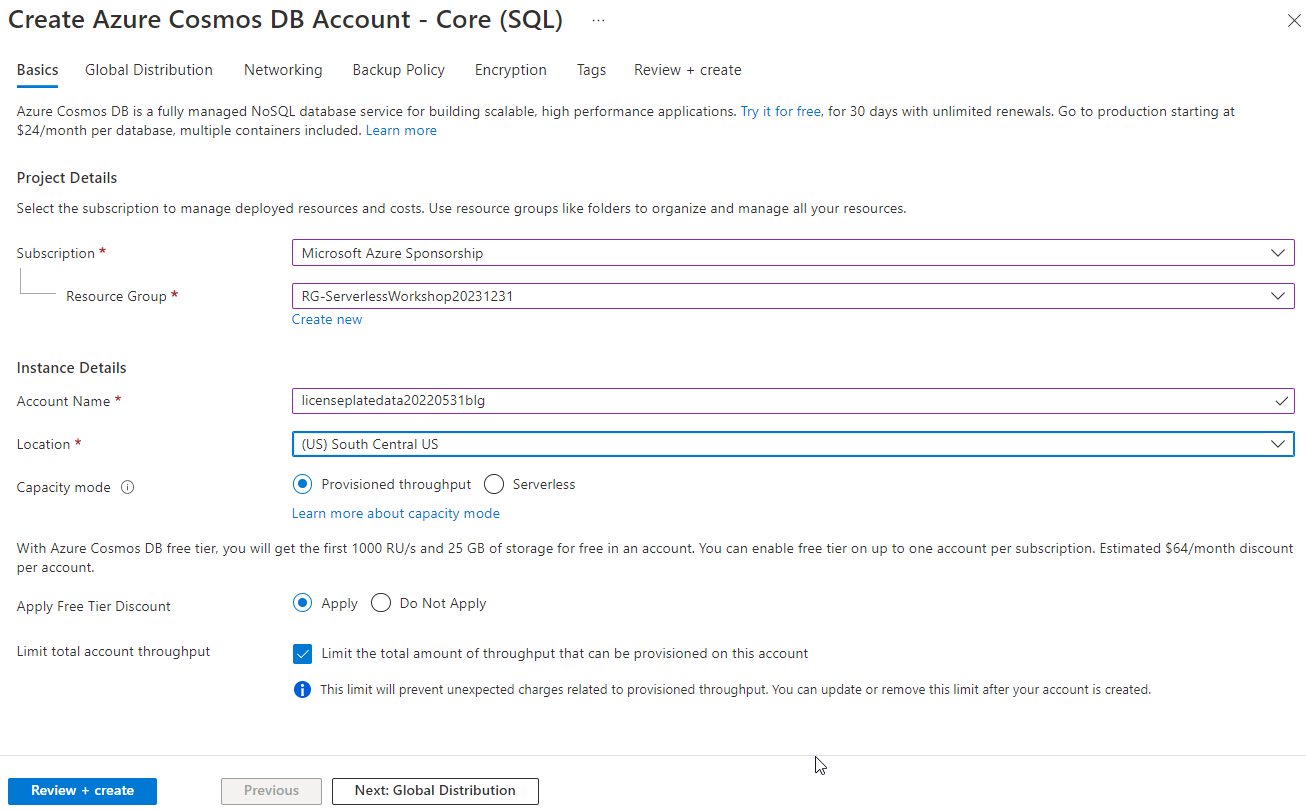 Create Azure Cosmos DB Account - Core (SQL) ...
Basics Global Distribution Networking Backup Policy Encryption Tags Review + create
Azure Cosmos DB is a fully managed NoSQL database service for building scalable, high performance applications. Try it for free, for 30 days with unlimited renewals. Go to production starting at
$24/month per database, multiple containers included. Learn more
Project Details
Select the subscription to manage deployed resources and costs. Use resource groups like folders to organize and manage all your resources.
Subscription * Microsoft Azure Sponsorship
Resource Group * RG-ServerlessWorkshop20231231
Create new
Instance Details
Account Name * licenseplatedata20220531blg
Location * (US) South Central US
Capacity mode Provisioned throughput Serverless
Learn more about capacity mode
With Azure Cosmos DB free tier, you will get the first 1000 RU/s and 25 GB of storage for free in an account. You can enable free tier on up to one account per subscription. Estimated $64/month discount
per account.
Apply Free Tier Discount Apply Do Not Apply
Limit total account throughput Limit the total amount of throughput that can be provisioned on this account
This limit will prevent unexpected charges related to provisioned throughput. You can update or remove this limit after your account is created.
Review + create Previous Next: Global Distribution